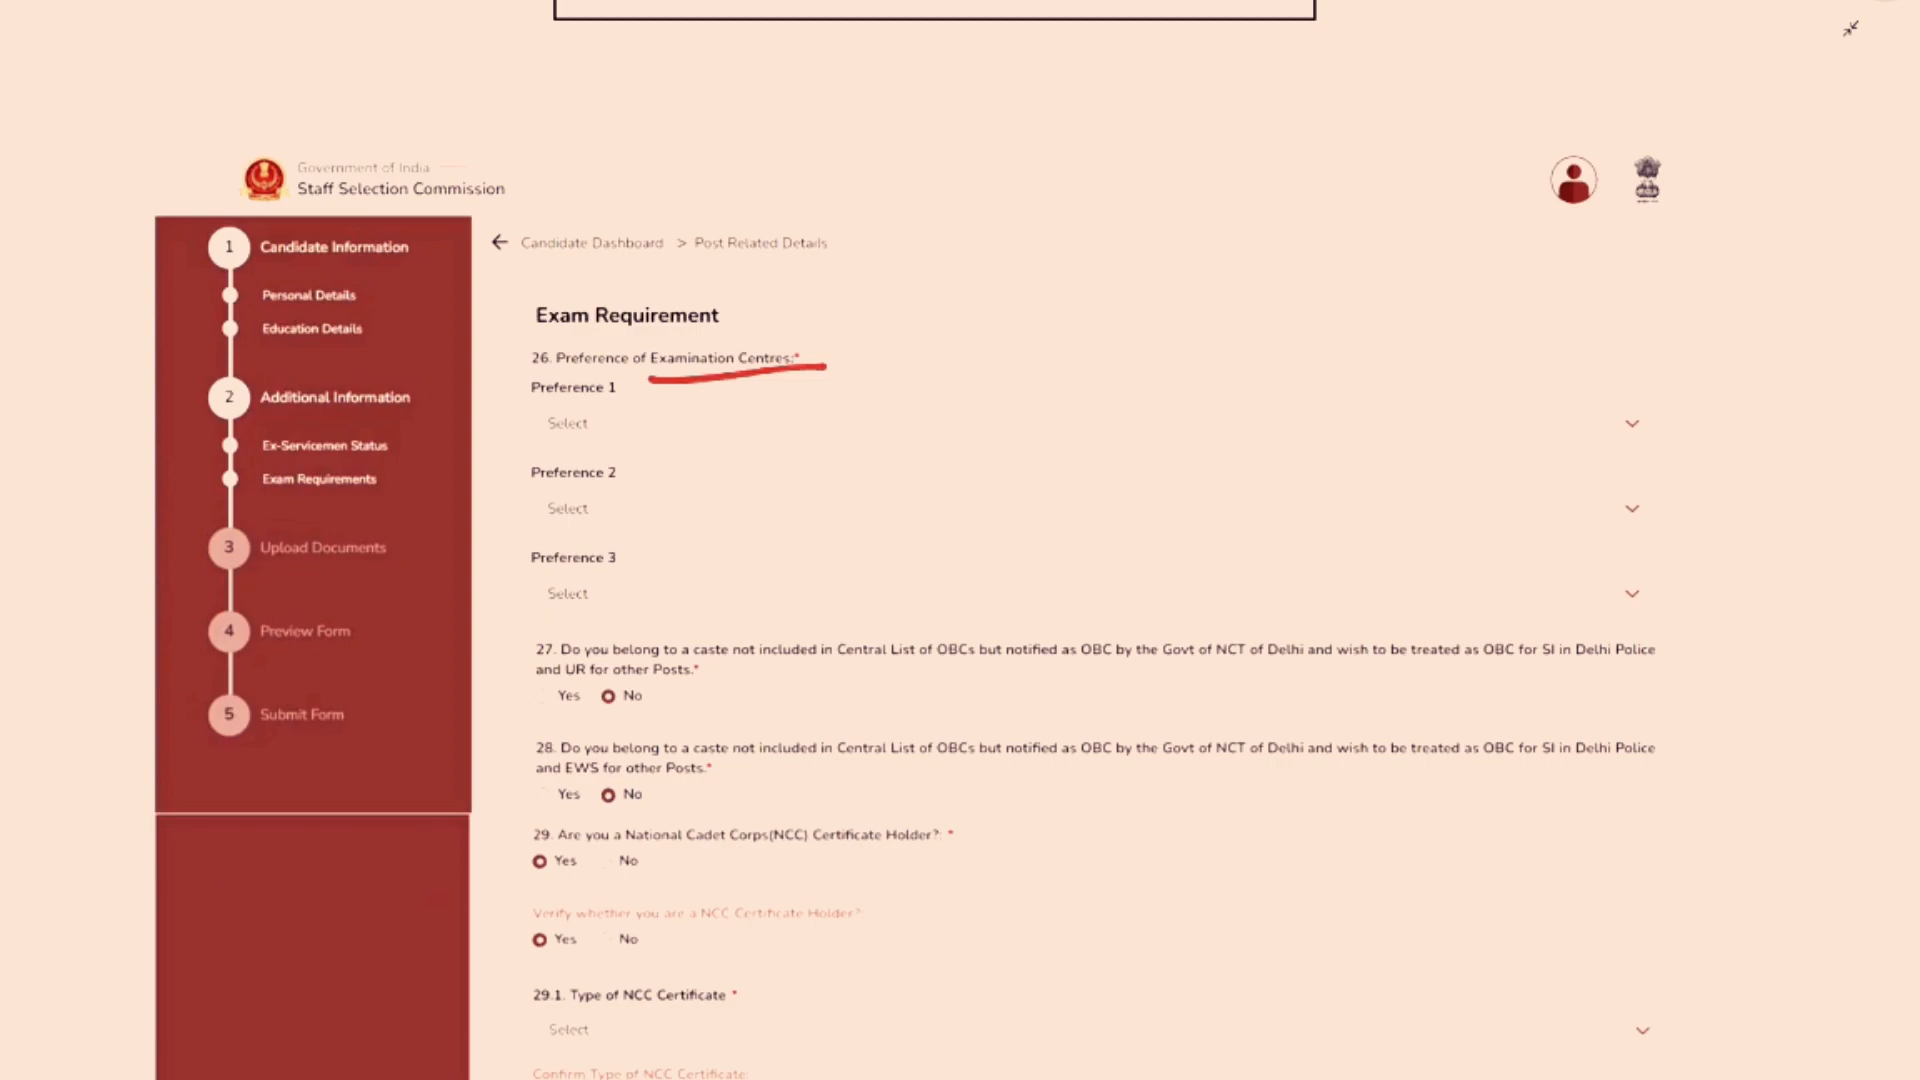 Government of India
Staff Selection Commission
1 Candidate Information
Personal Details
Education Details
2 Additional Information
Ex-Servicemen Status
Exam Requirements
3 Upload Documents
4 Preview Form
5 Submit Form
Candidate Dashboard > Post Related Details
Exam Requirement
26. Preference of Examination Centres:*
Preference 1
Select
Preference 2
Select
Preference 3
Select
27. Do you belong to a caste not included in Central List of OBCs but notified as OBC by the Govt of NCT of Delhi and wish to be treated as OBC for SI in Delhi Police
and UR for other Posts.*
Yes No
28. Do you belong to a caste not included in Central List of OBCs but notified as OBC by the Govt of NCT of Delhi and wish to be treated as OBC for SI in Delhi Police
and EWS for other Posts.*
Yes No
29. Are you a National Cadet Corps(NCC) Certificate Holder?: *
Yes No
Verify whether you are a NCC Certificate Holder?
Yes No
29.1. Type of NCC Certificate *
Select
Confirm Type of NCC Certificate: